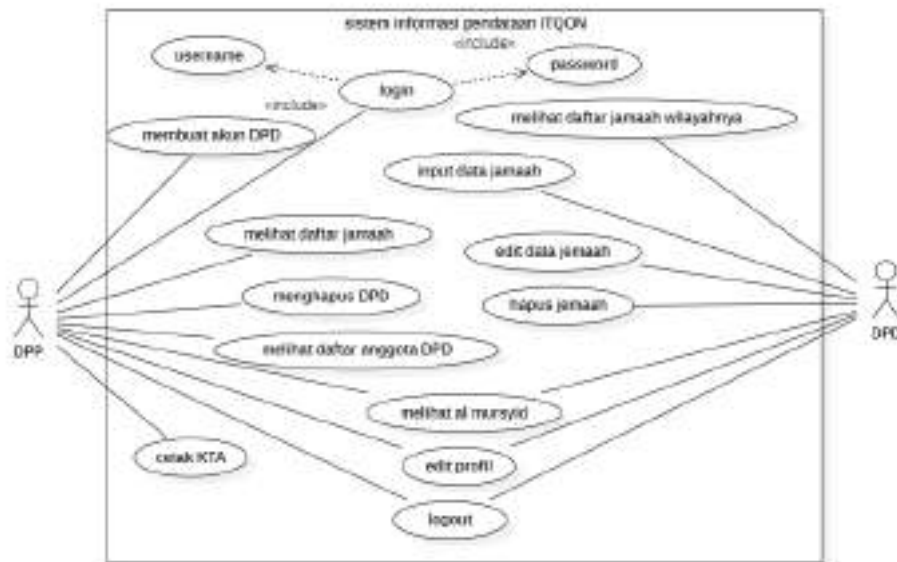 sistem informasi pendataan ITQON
«include»
username
password
login
«include»
melihat daftar jamaah wilayahnya
membuat akun DPD
input data jamaah
melihat daftar jamaah
edit data jemaah
menghapus DPD
hapus jemaah
DPP
DPD
melihat daftar anggota DPD
melihat al mursyid
cetak KTA
edit profil
logout